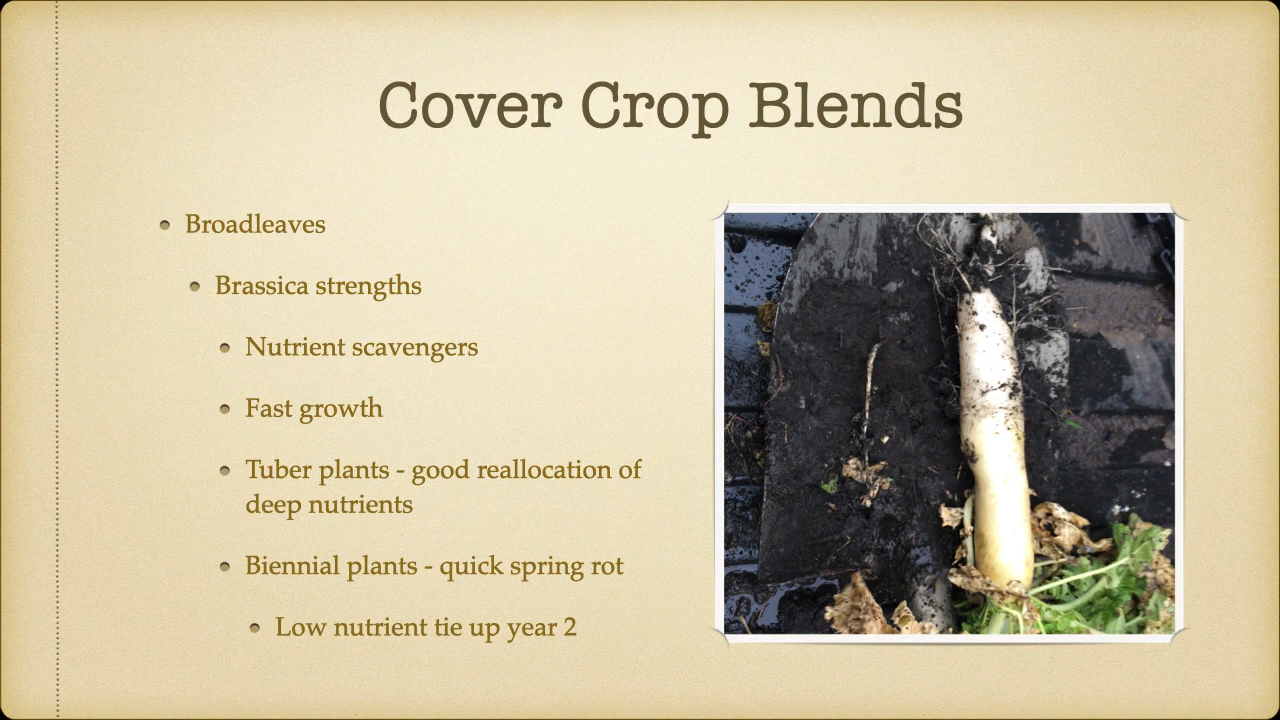 Cover Crop Blends
Broadleaves
Brassica strengths
Nutrient scavengers
Fast growth
Tuber plants - good reallocation of
deep nutrients
Biennial plants - quick spring rot
Low nutrient tie up year 2